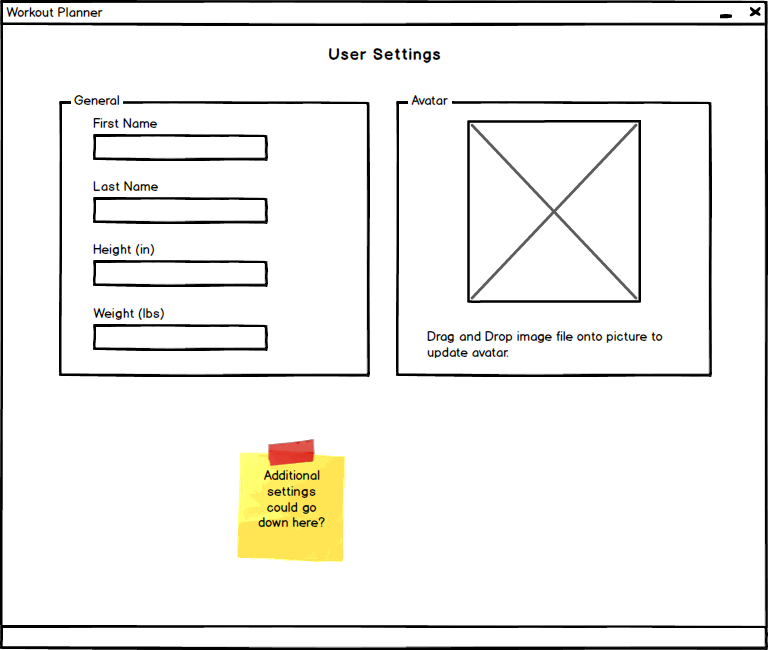 Workout Planner
User Settings
General
First Name
Last Name
Height (in)
Weight (lbs)
Avatar
Drag and Drop image file onto picture to
update avatar.
Additional
settings
could go
down here?